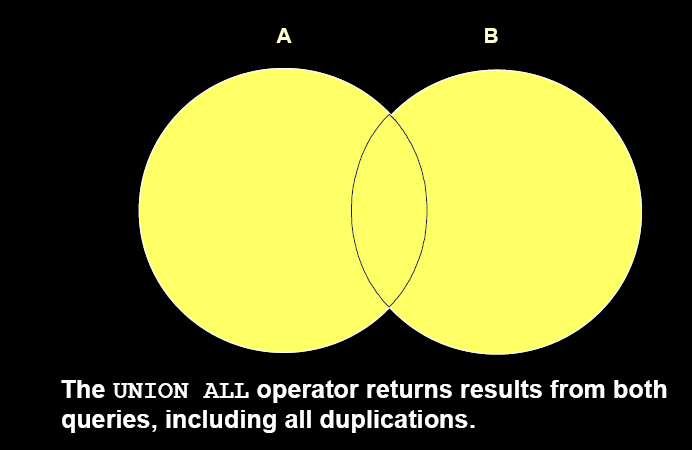 A B
The UNION ALL operator returns results from both
queries, including all duplications.